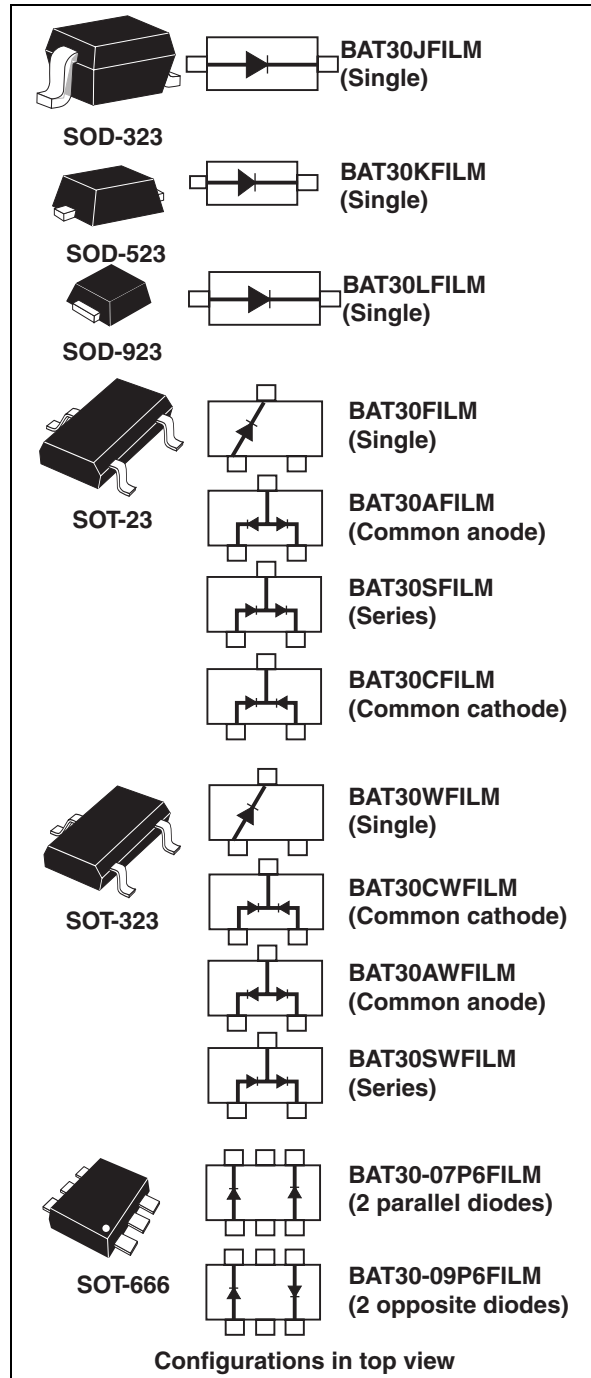 BAT30JFILM
(Single)
SOD-323
BAT30KFILM
(Single)
SOD-523
BAT30LFILM
(Single)
SOD-923
BAT30FILM
(Single)
SOT-23
BAT30AFILM
(Common anode)
BAT30SFILM
(Series)
BAT30CFILM
(Common cathode)
BAT30WFILM
(Single)
SOT-323
BAT30CWFILM
(Common cathode)
BAT30AWFILM
(Common anode)
BAT30SWFILM
(Series)
BAT30-07P6FILM
(2 parallel diodes)
SOT-666
BAT30-09P6FILM
(2 opposite diodes)
Configurations in top view